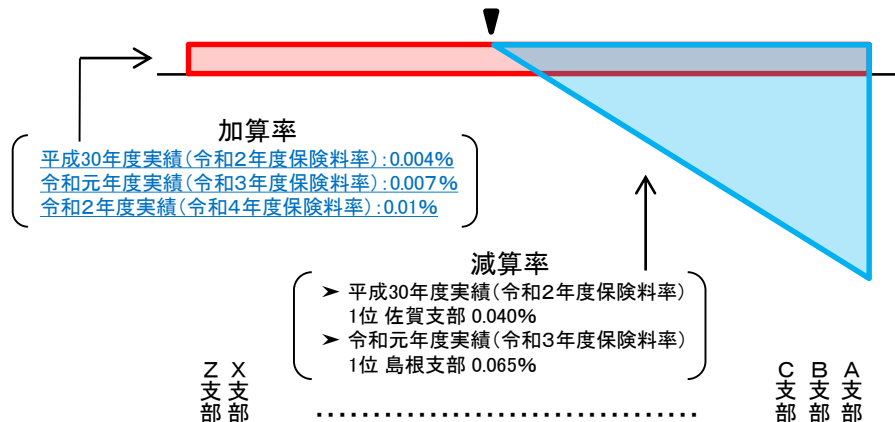 加算率
平成30年度実績(令和2年度保険料率):0.004%
令和元年度実績(令和3年度保険料率):0.007%
令和2年度実績(令和4年度保険料率):0.01%
減算率
➤ 平成30年度実績(令和2年度保険料率)
1位 佐賀支部 0.040%
➤ 令和元年度実績(令和3年度保険料率)
1位 島根支部 0.065%
Z支部
X支部
………………………………
C支部
B支部
A支部